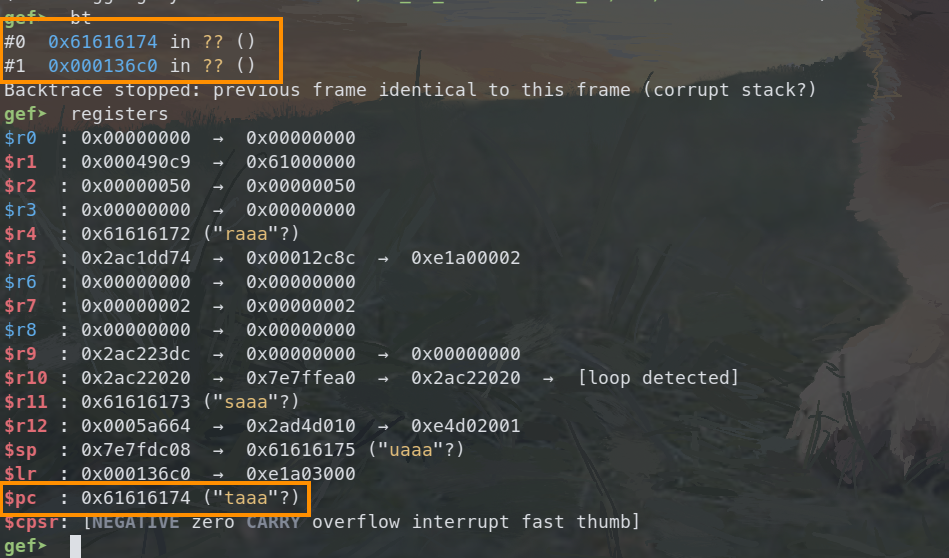 gef➤  bt
#0  0x61616174 in ?? ()
#1  0x000136c0 in ?? ()
Backtrace stopped: previous frame identical to this frame (corrupt stack?)
gef➤  registers
$r0  : 0x00000000  →  0x00000000
$r1  : 0x000490c9  →  0x61000000
$r2  : 0x00000050  →  0x00000050
$r3  : 0x00000000  →  0x00000000
$r4  : 0x61616172 ("raaa"?)
$r5  : 0x2ac1dd74  →  0x00012c8c  →  0xe1a00002
$r6  : 0x00000000  →  0x00000000
$r7  : 0x00000002  →  0x00000002
$r8  : 0x00000000  →  0x00000000
$r9  : 0x2ac223dc  →  0x00000000  →  0x00000000
$r10 : 0x2ac22020  →  0x7e7ffea0  →  0x2ac22020  →  [loop detected]
$r11 : 0x61616173 ("saaa"?)
$r12 : 0x0005a664  →  0x2ad4d010  →  0xe4d02001
$sp  : 0x7e7fdc08  →  0x61616175 ("uaaa"?)
$lr  : 0x000136c0  →  0xe1a03000
$pc  : 0x61616174 ("taaa"?)
$cpsr: [NEGATIVE zero CARRY overflow interrupt fast thumb]
gef➤